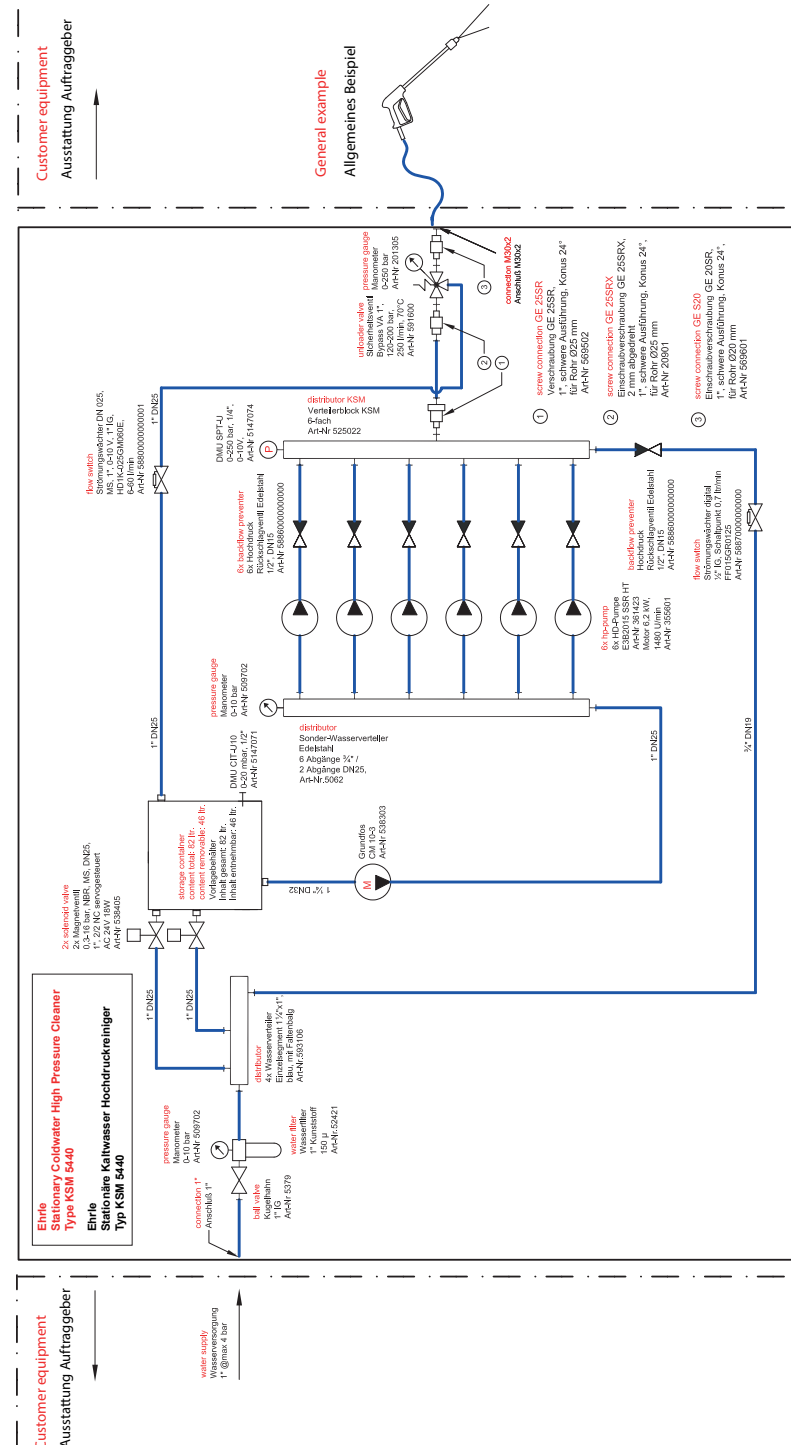 Customer equipment
Ausstattung Auftraggeber
water supply
Wasserversorgung
1" @max 4 bar
Ehrle
Stationary Coldwater High Pressure Cleaner
Type KSM 5440
Ehrle
Stationäre Kaltwasser Hochdruckreiniger
Typ KSM 5440
connection 1"
Anschluß 1"
ball valve
Kugelhahn
1" IG
Art-Nr 5379
pressure gauge
Manometer
0-10 bar
Art-Nr 509702
water filter
Wasserfilter
1" Kunststoff
150 µ
Art-Nr.52421
distributor
4x Wasserverteiler
Einzelsegment 1¼"x1",
blau, mit Faltenbalg
Art-Nr.593106
1" DN25
1" DN25
2x solenoid valve
2x Magnetventil
0,3-16 bar, NBR, MS, DN25,
1", 2/2 NC servogesteuert
AC 24V 18W
Art-Nr 538405
storage container
content total: 82 ltr.
content removable: 46 ltr.
Vorlagebehälter
Inhalt gesamt: 82 ltr.
Inhalt entnehmbar: 46 ltr.
DMU CIT-U10
0-20 mbar, 1/2"
Art-Nr 5147071
1 ¼" DN32
M
Grundfos
CM 10-3
Art-Nr 538303
1" DN25
1" DN25
pressure gauge
Manometer
0-10 bar
Art-Nr 509702
distributor
Sonder-Wasserverteiler
Edelstahl
6 Abgänge ¾" /
2 Abgänge DN25,
Art-Nr.5062
¾" DN19
6x hp-pump
6x HD-Pumpe
E3B2015 SSR HT
Art-Nr 361423
Motor 6,2 kW,
1480 U/min
Art-Nr 355601
6x backflow preventer
6x Hochdruck
Rückschlagventil Edelstahl
1/2", DN15
Art-Nr 58860000000000
backflow preventer
Hochdruck
Rückschlagventil Edelstahl
1/2", DN15
Art-Nr 58860000000000
flow switch
Strömungswächter digital
½" IG, Schaltpunkt 0,7 ltr/min
FF015GR0125
Art-Nr 58870000000000
flow switch
Strömungswächter DN 025,
MS, 1", 0-10 V, 1" IG,
HD1K-025GM060E,
6-60 l/min
Art-Nr 58800000000001
1" DN25
P
DMU SPT-U
0-250 bar, 1/4",
0-10V,
Art-Nr 5147074
distributor KSM
Verteilerblock KSM
6-fach
Art-Nr 525022
unloader valve
Sicherheitsventil
Bypass VA 1",
120-200 bar,
250 l/min, 70°C
Art-Nr 591600
pressure gauge
Manometer
0-250 bar
Art-Nr 201305
1
2
3
connection M30x2
Anschluß M30x2
1
screw connection GE 25SR
Verschraubung GE 25SR,
1", schwere Ausführung, Konus 24°
für Rohr Ø25 mm
Art-Nr 569502
2
screw connection GE 25SRX
Einschraubverschraubung GE 25SRX,
2 mm abgedreht
1", schwere Ausführung, Konus 24°,
für Rohr Ø25 mm
Art-Nr 20901
3
screw connection GE S20
Einschraubverschraubung GE 20SR,
1", schwere Ausführung, Konus 24°,
für Rohr Ø20 mm
Art-Nr 569601
Customer equipment
Ausstattung Auftraggeber
General example
Allgemeines Beispiel